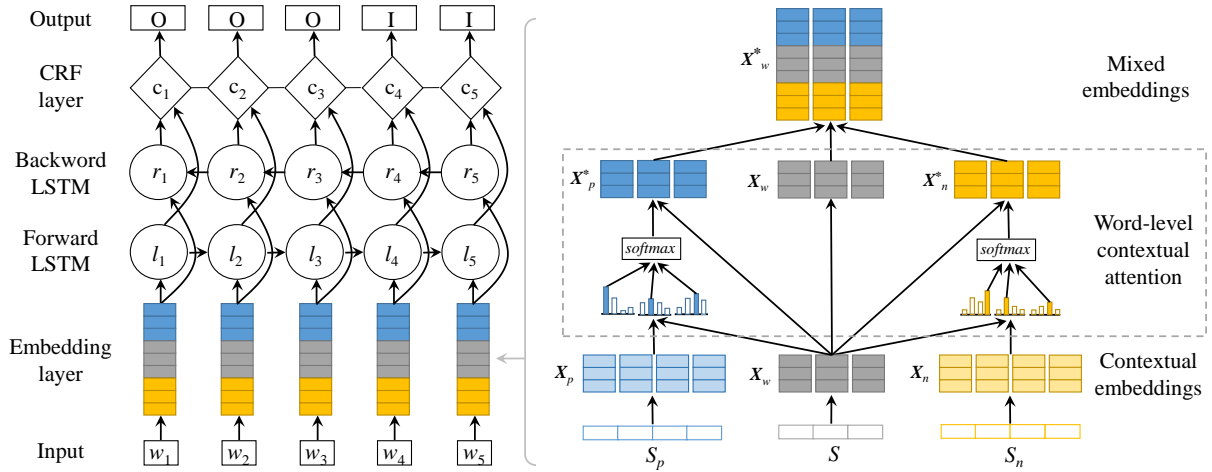 Output
O O O I I
CRF
layer
c1 c2 c3 c4 c5
Backword
LSTM
r1 r2 r3 r4 r5
Forward
LSTM
l1 l2 l3 l4 l5
Embedding
layer
Input
w1 w2 w3 w4 w5
X*w
Mixed
embeddings
X*p
Xw
X*n
softmax
softmax
Word-level
contextual
attention
Xp
Xw
Xn
Contextual
embeddings
Sp
S
Sn